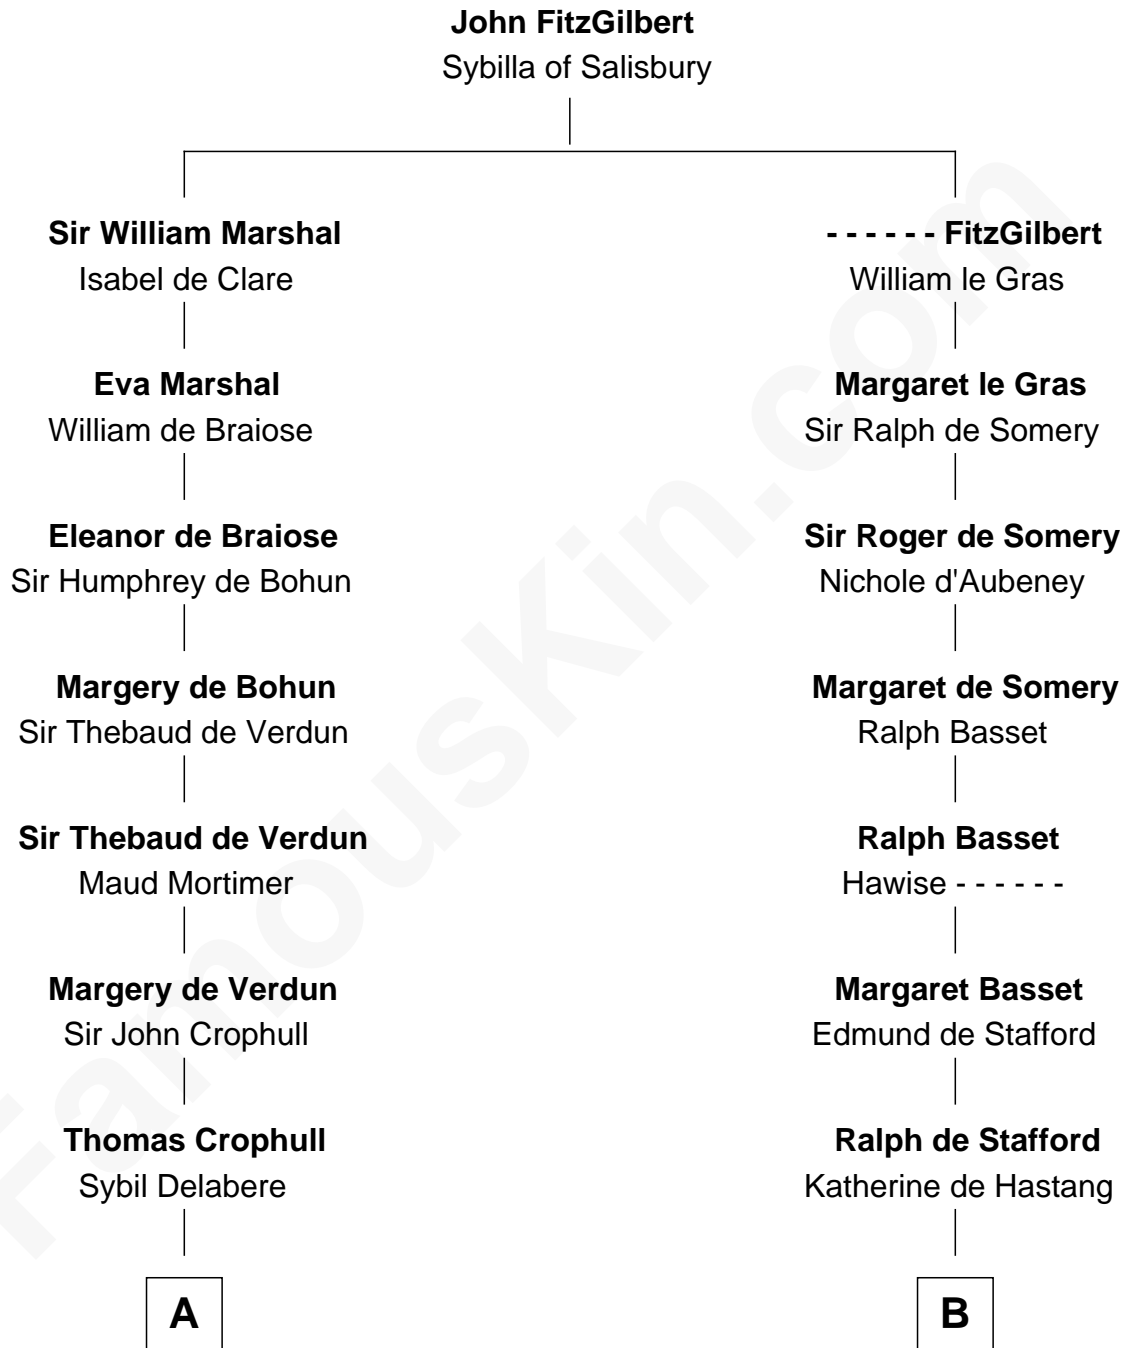 John FitzGilbert
Sybilla of Salisbury
Sir William Marshal
Isabel de Clare
- - - - - - FitzGilbert
William le Gras
Eva Marshal
William de Braiose
Margaret le Gras
Sir Ralph de Somery
Eleanor de Braiose
Sir Humphrey de Bohun
Sir Roger de Somery
Nichole d'Aubeney
Margery de Bohun
Sir Thebaud de Verdun
Margaret de Somery
Ralph Basset
Sir Thebaud de Verdun
Maud Mortimer
Ralph Basset
Hawise - - - - - -
Margery de Verdun
Sir John Crophull
Margaret Basset
Edmund de Stafford
Thomas Crophull
Sybil Delabere
Ralph de Stafford
Katherine de Hastang
A
B
FamousKin.com